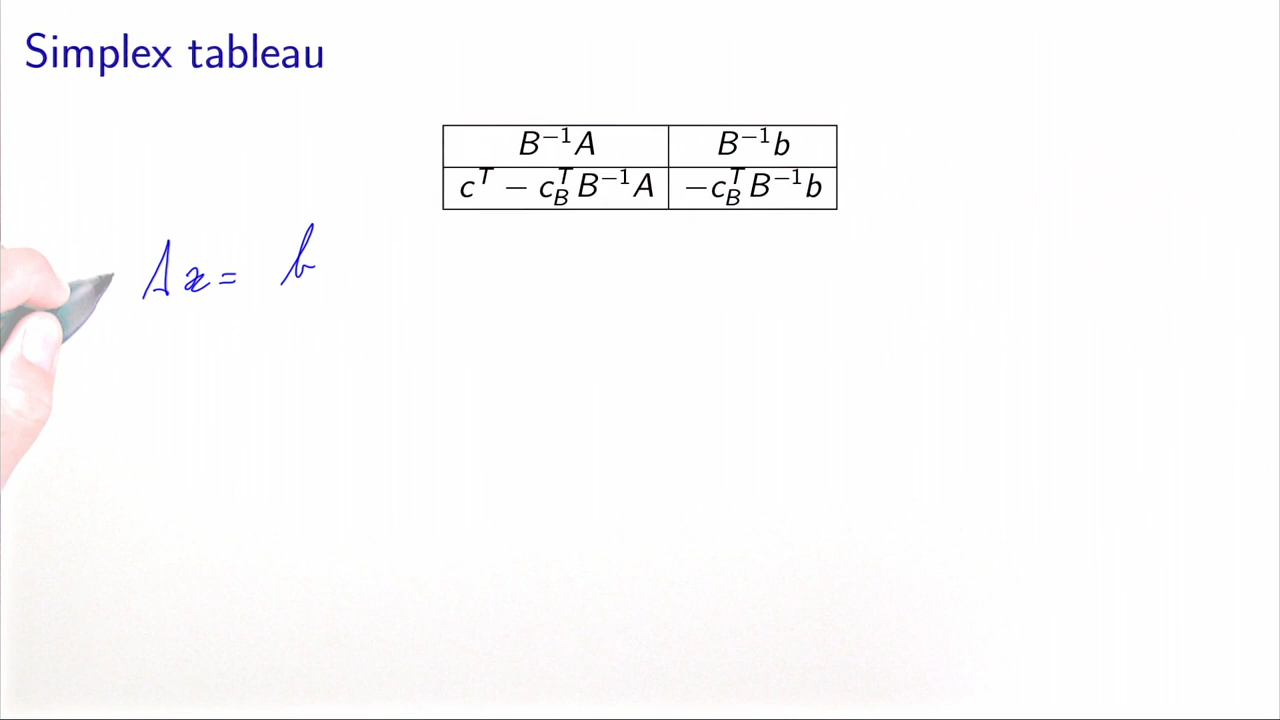 Simplex tableau
B⁻¹A B⁻¹b
cᵀ − c_Bᵀ B⁻¹A −c_Bᵀ B⁻¹b
Ax = b